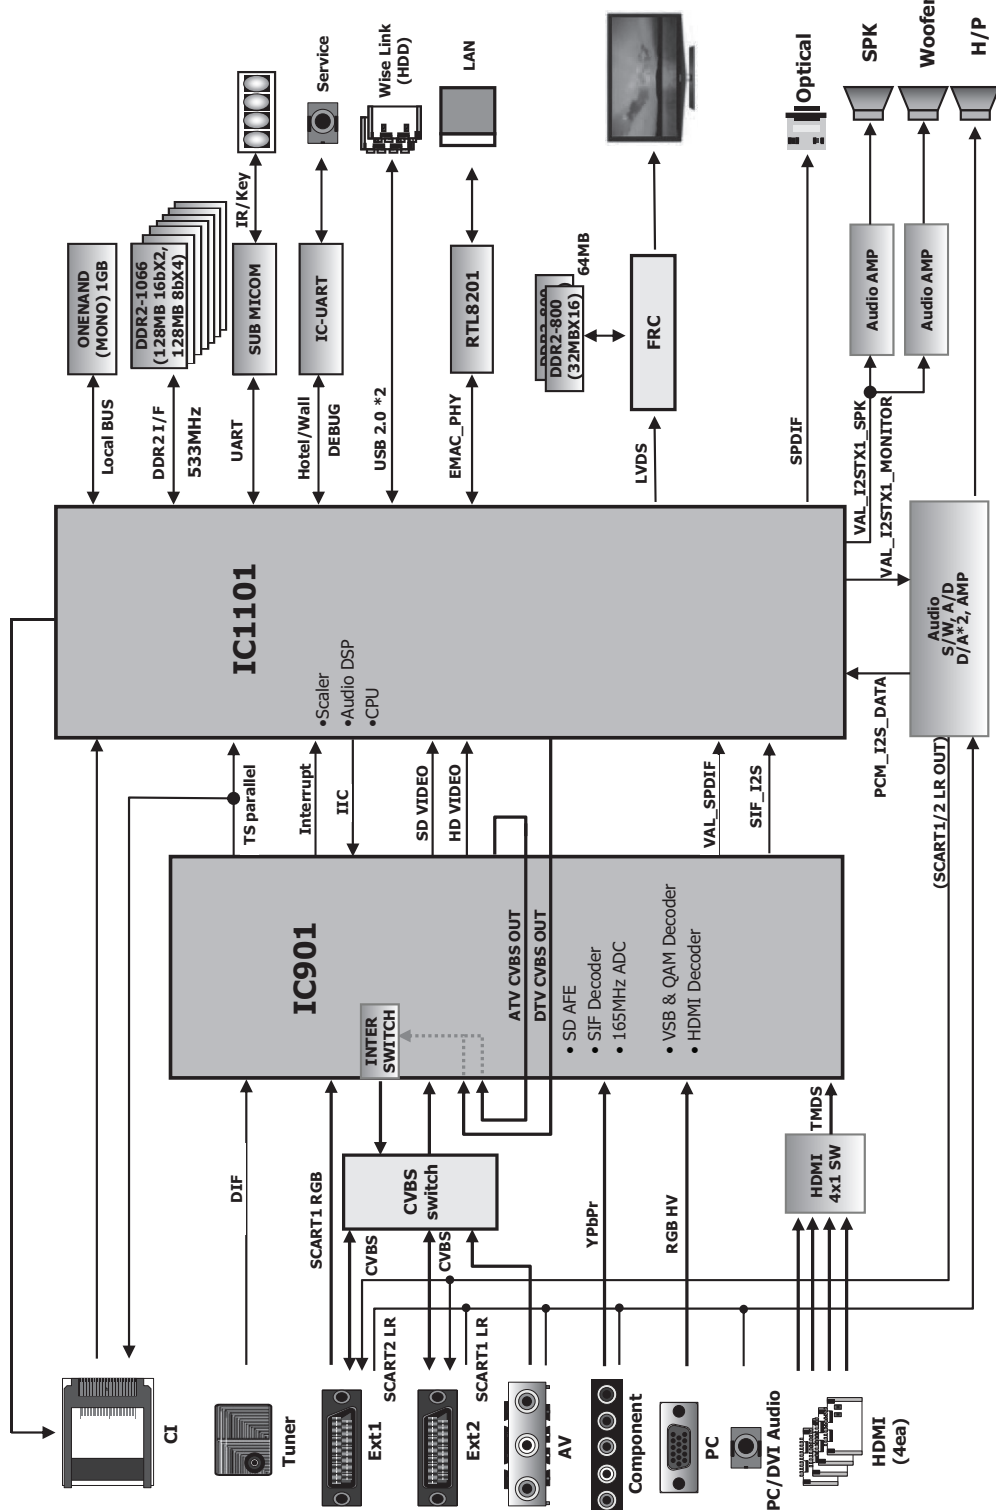 ONENAND
(MONO) 1GB
Local BUS
DDR2-1066
(128MB 16bX2,
128MB 8bX4)
DDR2 I/F
533MHz
IR/Key
SUB MICOM
UART
Service
IC-UART
Hotel/Wall
DEBUG
Wise Link
(HDD)
USB 2.0 *2
LAN
RTL8201
EMAC_PHY
DDR2-800
DDR2-800
(32MBX16)
64MB
FRC
LVDS
Optical
SPDIF
SPK
Woofer
H/P
Audio AMP
Audio AMP
VAL_I2STX1_SPK
VAL_I2STX1_MONITOR
Audio
S/W, A/D
D/A*2, AMP
PCM_I2S_DATA
(SCART1/2 LR OUT)
IC1101
•Scaler
•Audio DSP
•CPU
TS parallel
Interrupt
IIC
SD VIDEO
HD VIDEO
VAL_SPDIF
SIF_I2S
IC901
INTER
SWITCH
ATV CVBS OUT
DTV CVBS OUT
• SD AFE
• SIF Decoder
• 165MHz ADC
• VSB & QAM Decoder
• HDMI Decoder
DIF
SCART1 RGB
CVBS
switch
CVBS
CVBS
YPbPr
RGB HV
TMDS
HDMI
4x1 SW
SCART2 LR
SCART1 LR
CI
Tuner
Ext1
Ext2
AV
Component
PC
PC/DVI Audio
HDMI
(4ea)